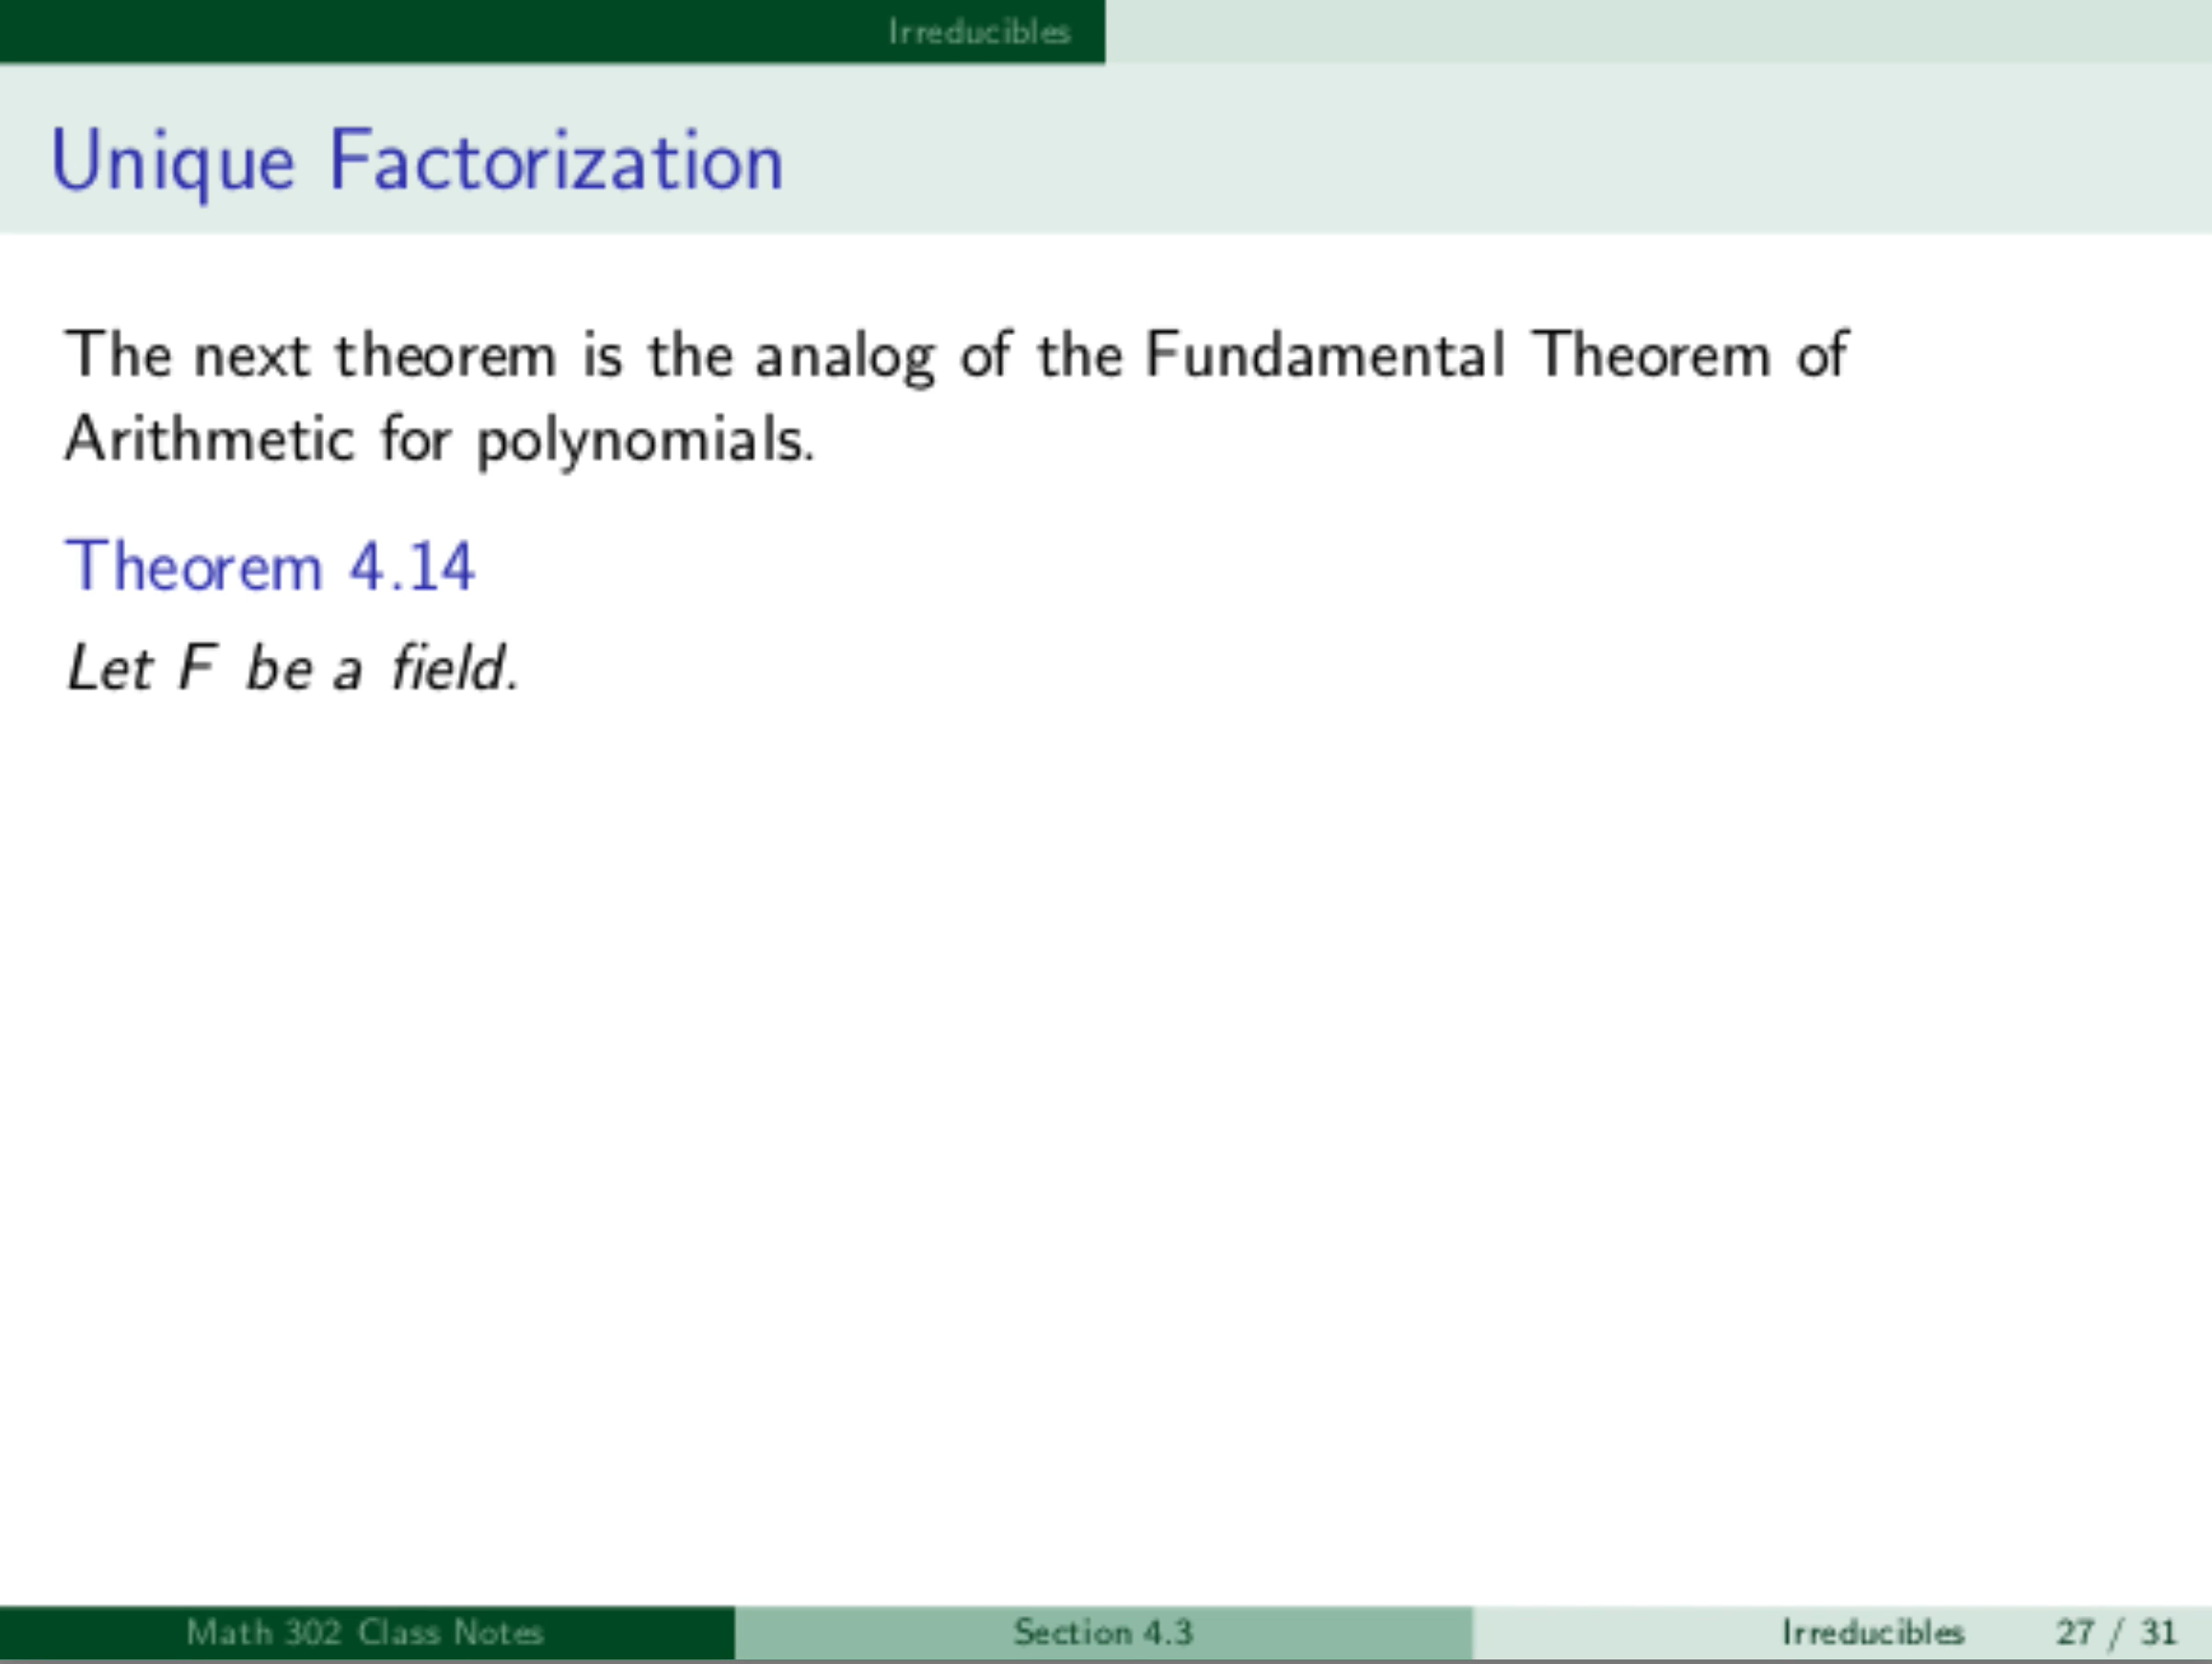 Irreducibles
Unique Factorization
The next theorem is the analog of the Fundamental Theorem of
Arithmetic for polynomials.
Theorem 4.14
Let F be a field.
Math 302 Class Notes
Section 4.3
Irreducibles
27 / 31